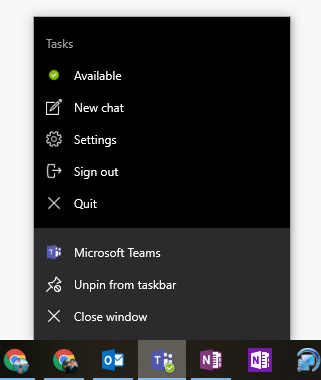 Tasks
Available
New chat
Settings
Sign out
Quit
Microsoft Teams
Unpin from taskbar
Close window